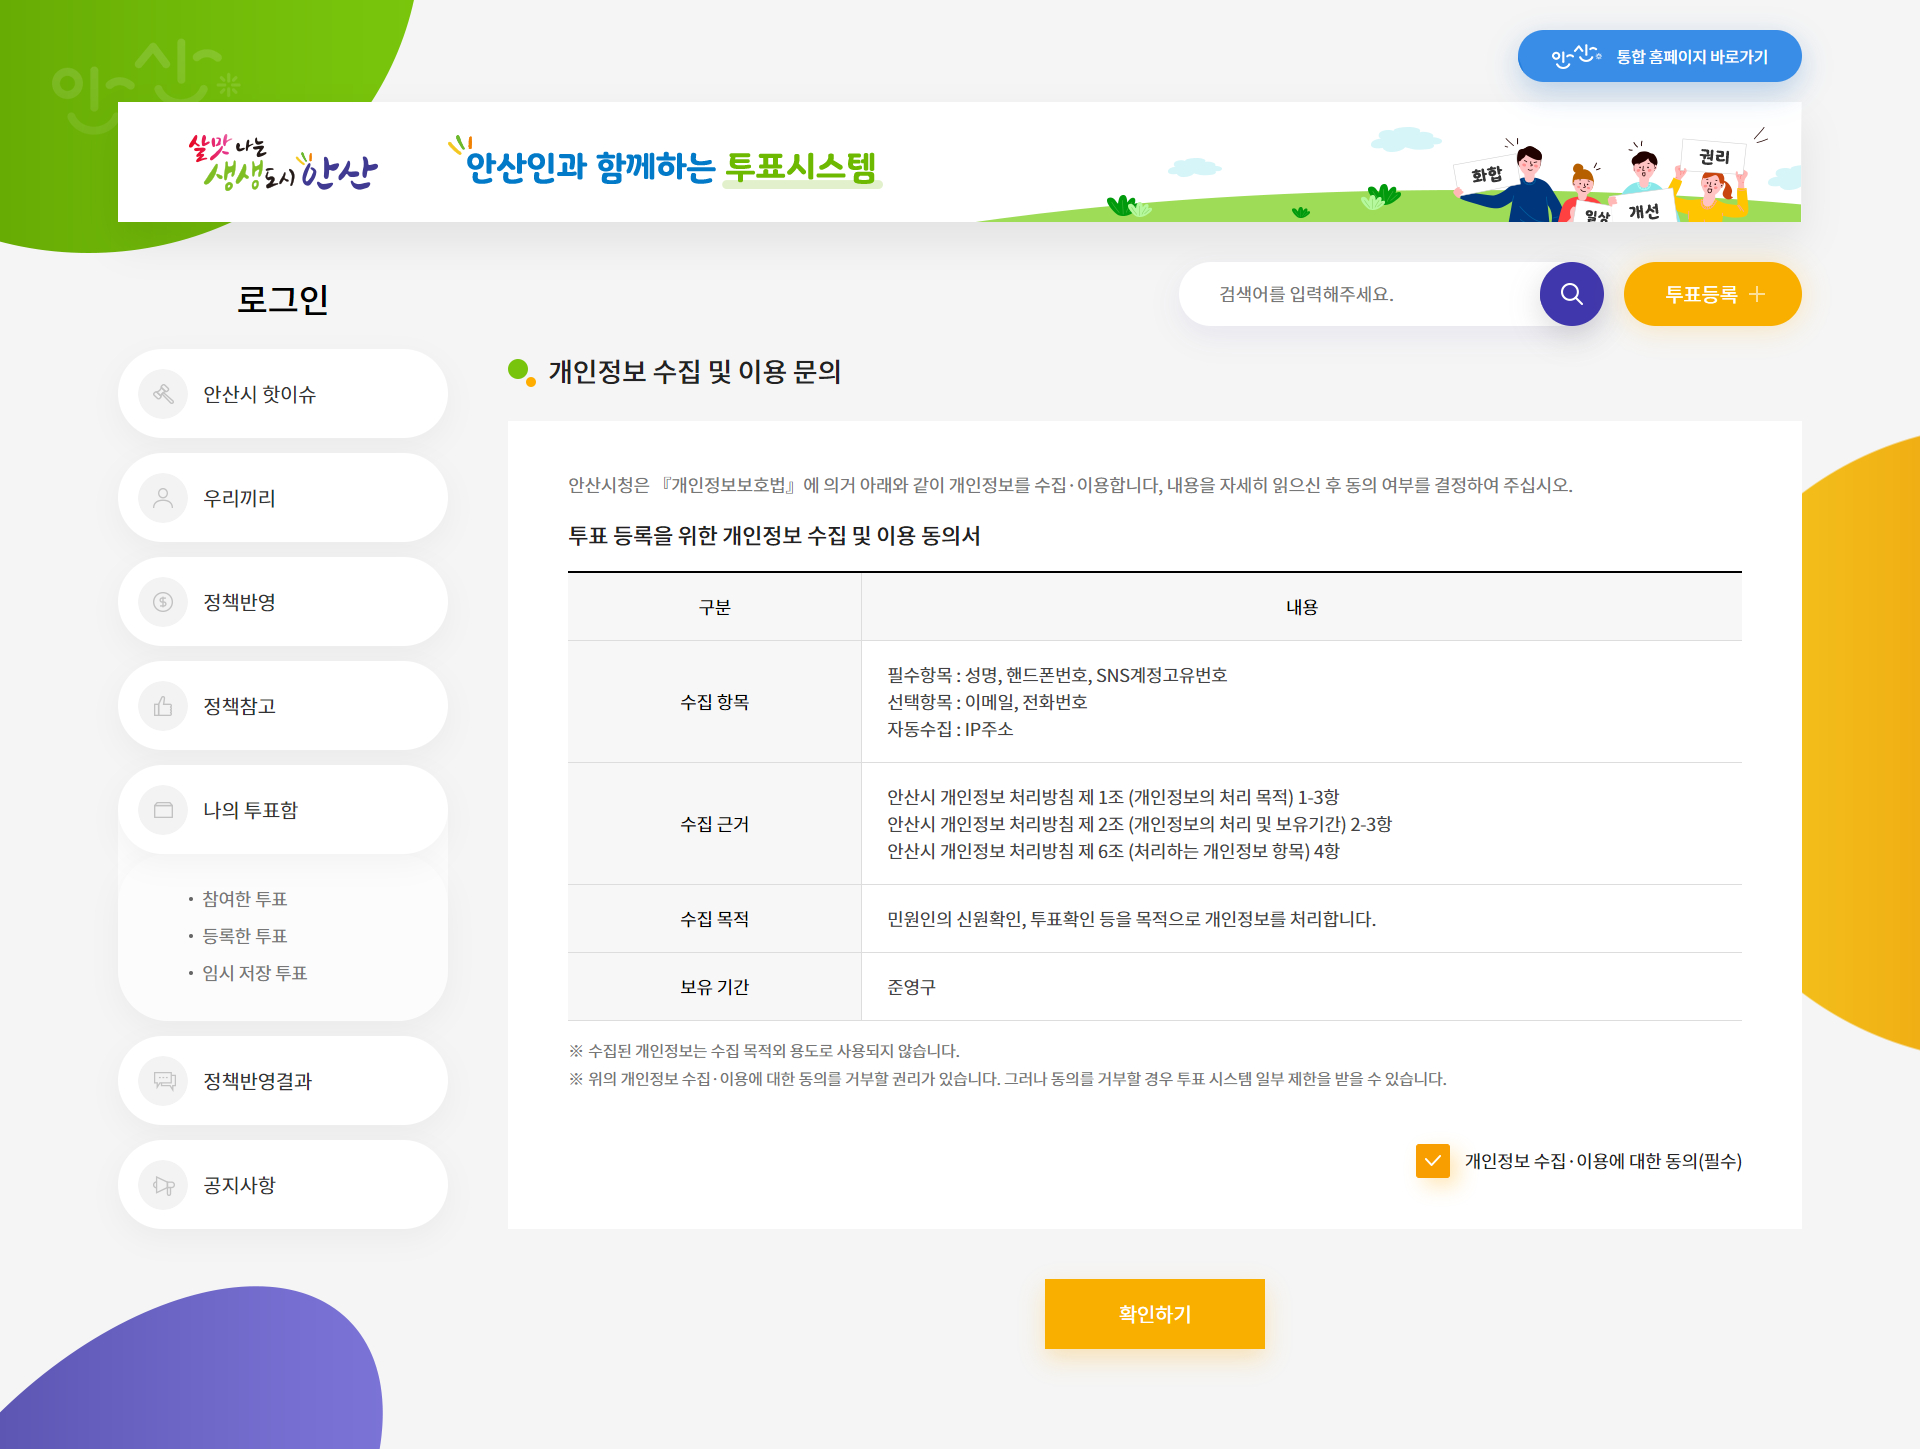 안산
통합 홈페이지 바로가기
살맛 나는
생생도시 안산
안산인과 함께하는 투표시스템
화합
일상
개선
권리
로그인
검색어를 입력해주세요.
투표등록
안산시 핫이슈
우리끼리
정책반영
정책참고
나의 투표함
· 참여한 투표
· 등록한 투표
· 임시 저장 투표
정책반영결과
공지사항
개인정보 수집 및 이용 문의
안산시청은 『개인정보보호법』에 의거 아래와 같이 개인정보를 수집·이용합니다, 내용을 자세히 읽으신 후 동의 여부를 결정하여 주십시오.
투표 등록을 위한 개인정보 수집 및 이용 동의서
구분 내용
수집 항목
필수항목 : 성명, 핸드폰번호, SNS계정고유번호
선택항목 : 이메일, 전화번호
자동수집 : IP주소
수집 근거
안산시 개인정보 처리방침 제 1조 (개인정보의 처리 목적) 1-3항
안산시 개인정보 처리방침 제 2조 (개인정보의 처리 및 보유기간) 2-3항
안산시 개인정보 처리방침 제 6조 (처리하는 개인정보 항목) 4항
수집 목적 민원인의 신원확인, 투표확인 등을 목적으로 개인정보를 처리합니다.
보유 기간 준영구
※ 수집된 개인정보는 수집 목적외 용도로 사용되지 않습니다.
※ 위의 개인정보 수집·이용에 대한 동의를 거부할 권리가 있습니다. 그러나 동의를 거부할 경우 투표 시스템 일부 제한을 받을 수 있습니다.
개인정보 수집·이용에 대한 동의(필수)
확인하기